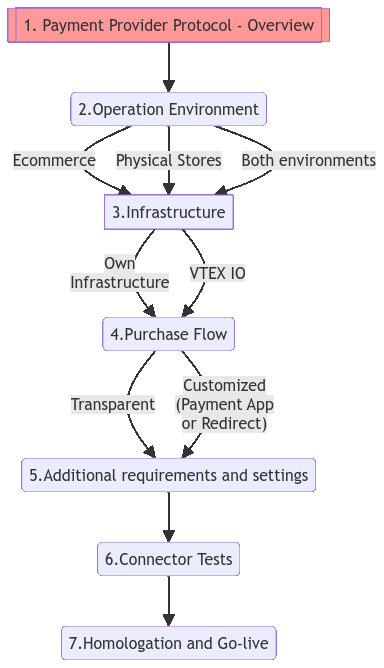 1. Payment Provider Protocol - Overview
2.Operation Environment
Ecommerce
Physical Stores
Both environments
3.Infrastructure
Own
Infrastructure
VTEX IO
4.Purchase Flow
Transparent
Customized
(Payment App
or Redirect)
5.Additional requirements and settings
6.Connector Tests
7.Homologation and Go-live